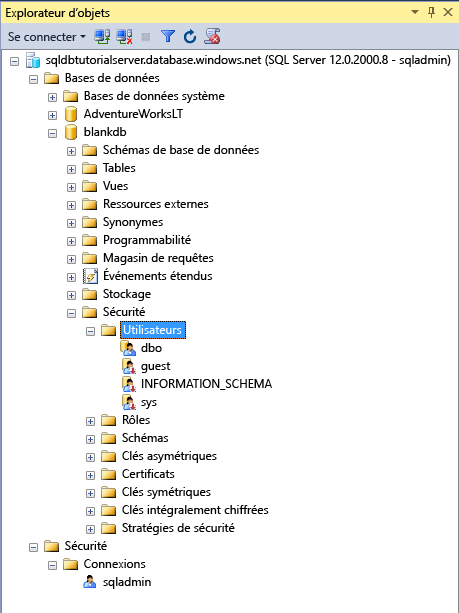 Explorateur d'objets
Se connecter
sqldbtutorialserver.database.windows.net (SQL Server 12.0.2000.8 - sqladmin)
Bases de données
Bases de données système
AdventureWorksLT
blankdb
Schémas de base de données
Tables
Vues
Ressources externes
Synonymes
Programmabilité
Magasin de requêtes
Événements étendus
Stockage
Sécurité
Utilisateurs
dbo
guest
INFORMATION_SCHEMA
sys
Rôles
Schémas
Clés asymétriques
Certificats
Clés symétriques
Clés intégralement chiffrées
Stratégies de sécurité
Sécurité
Connexions
sqladmin